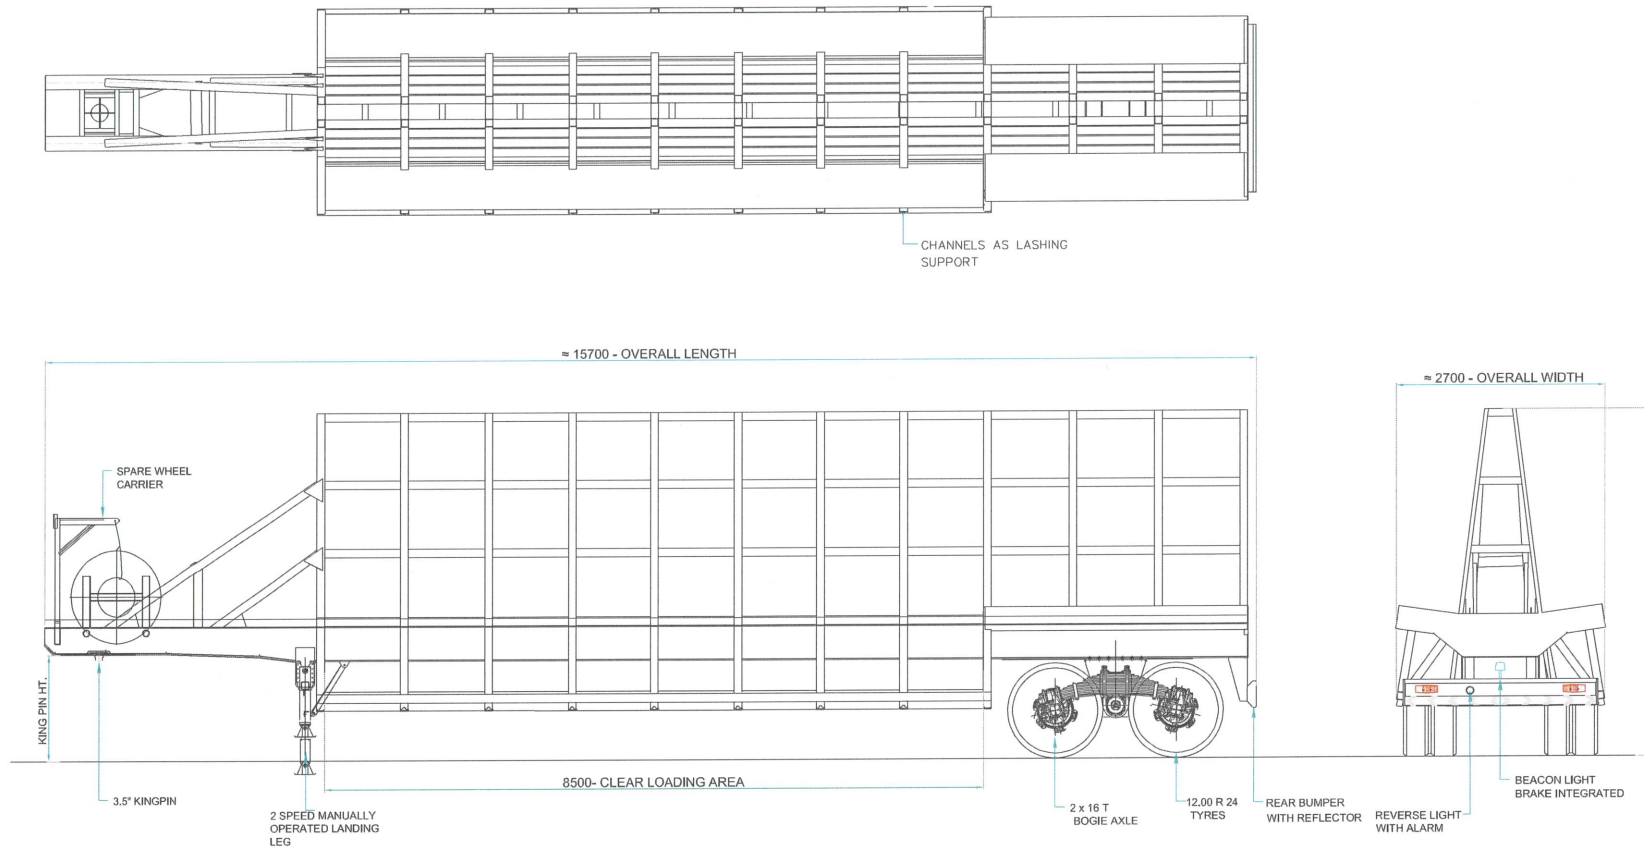 CHANNELS AS LASHING
SUPPORT
≈ 15700 - OVERALL LENGTH
≈ 2700 - OVERALL WIDTH
SPARE WHEEL
CARRIER
KING PIN HT.
8500- CLEAR LOADING AREA
3.5" KINGPIN
2 SPEED MANUALLY
OPERATED LANDING
LEG
2 x 16 T
BOGIE AXLE
12.00 R 24
TYRES
REAR BUMPER
WITH REFLECTOR
REVERSE LIGHT
WITH ALARM
BEACON LIGHT
BRAKE INTEGRATED